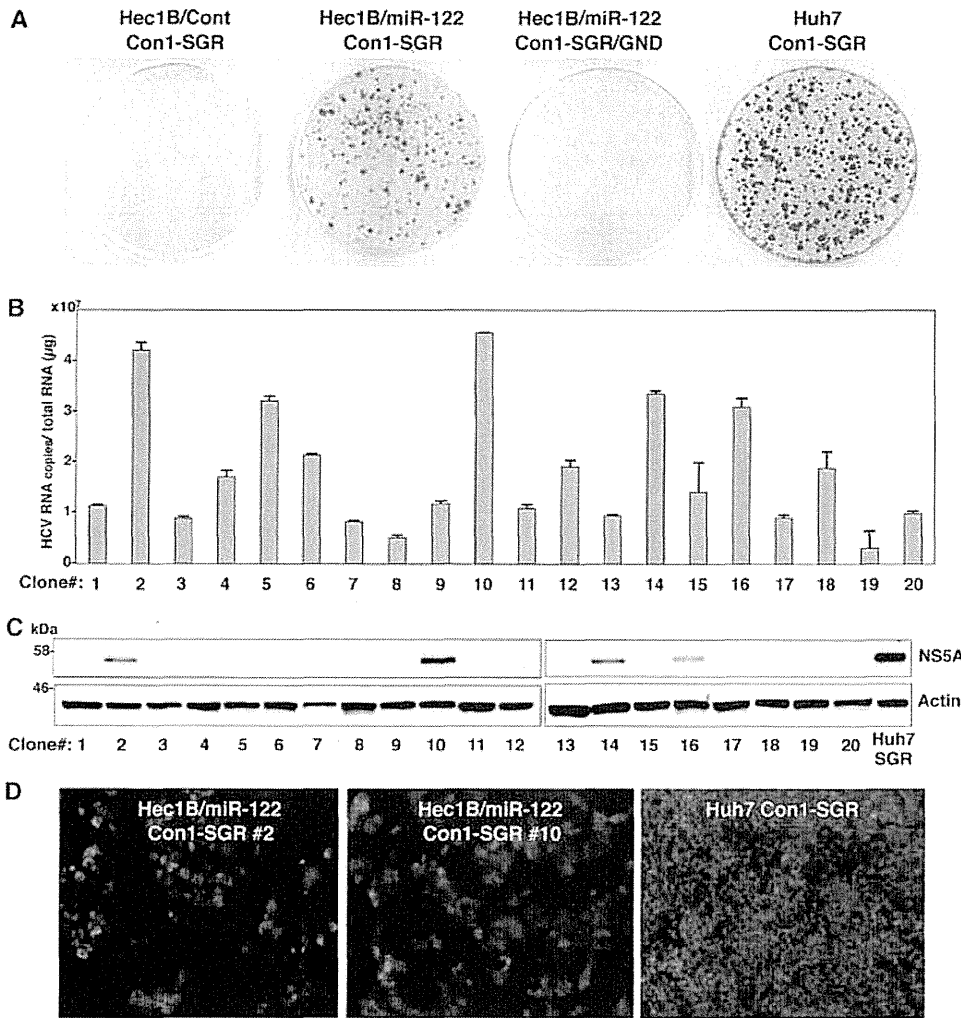 A
Hec1B/Cont
Con1-SGR
Hec1B/miR-122
Con1-SGR
Hec1B/miR-122
Con1-SGR/GND
Huh7
Con1-SGR
B
x10⁷
HCV RNA copies/ total RNA (µg)
4
3
2
1
0
Clone#: 1 2 3 4 5 6 7 8 9 10 11 12 13 14 15 16 17 18 19 20
C
kDa
58
NS5A
46
Actin
Clone#: 1 2 3 4 5 6 7 8 9 10 11 12 13 14 15 16 17 18 19 20 Huh7
SGR
D
Hec1B/miR-122
Con1-SGR #2
Hec1B/miR-122
Con1-SGR #10
Huh7 Con1-SGR